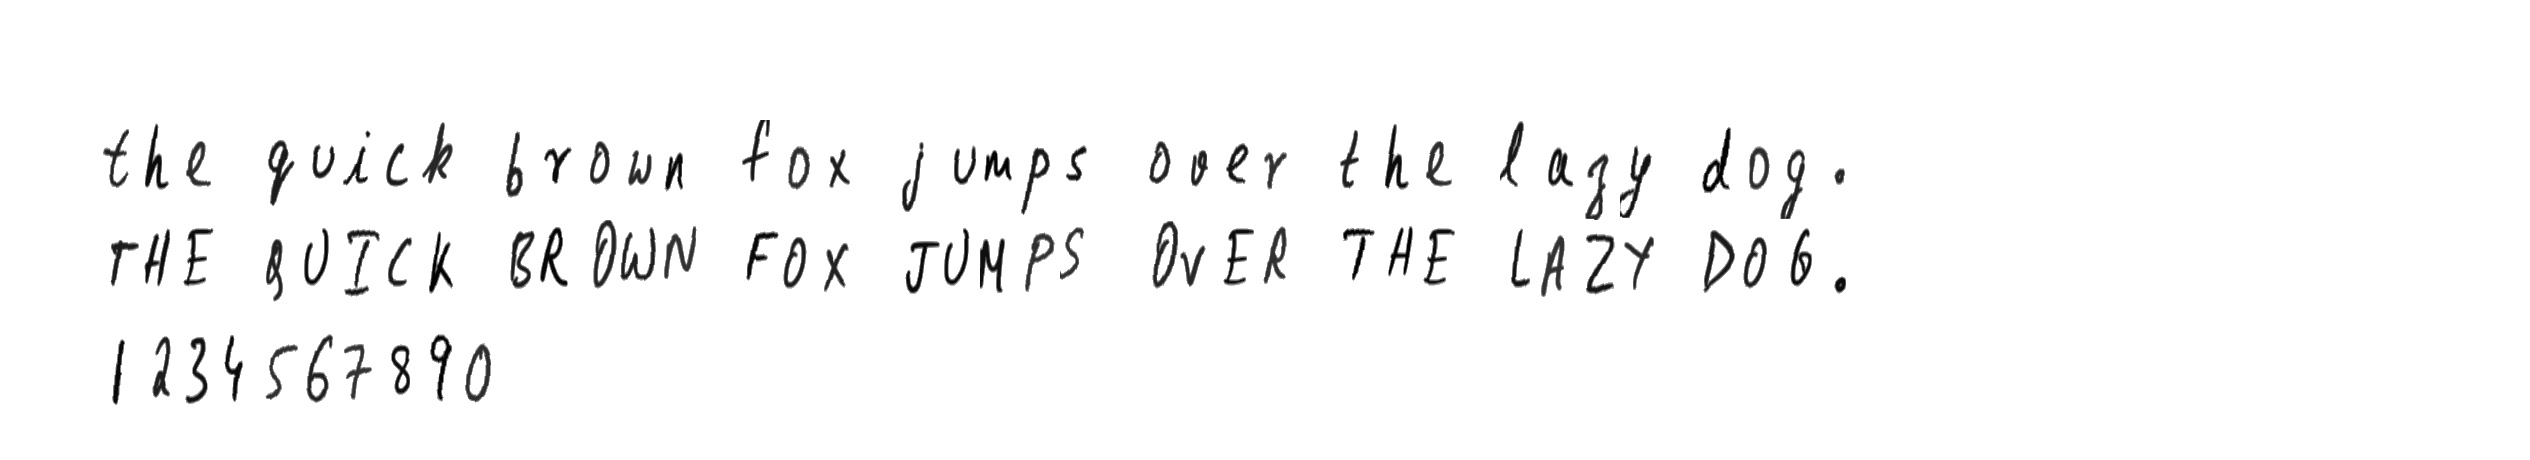 the quick brown fox jumps over the lazy dog.
THE QUICK BROWN FOX JUMPS OVER THE LAZY DOG.
1234567890